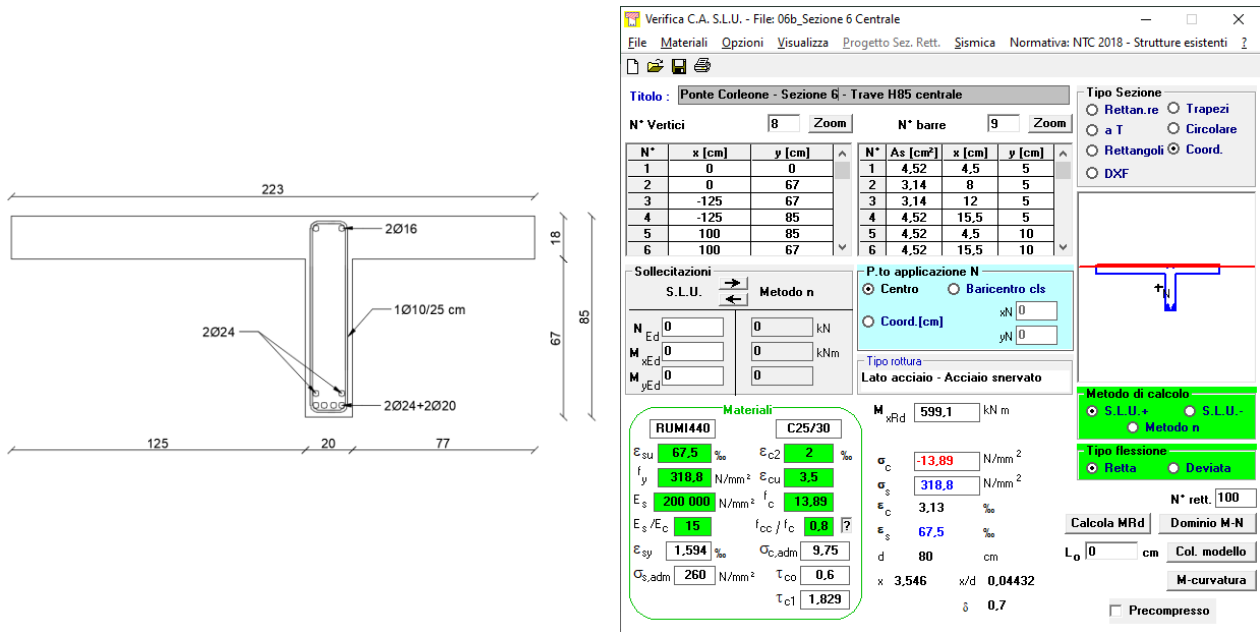 223
2Ø16
18
1Ø10/25 cm
85
67
2Ø24
2Ø24+2Ø20
125
20
77
Verifica C.A. S.L.U. - File: 06b_Sezione 6 Centrale
File Materiali Opzioni Visualizza Progetto Sez. Rett. Sismica Normativa: NTC 2018 - Strutture esistenti ?
Titolo : Ponte Corleone - Sezione 6 - Trave H85 centrale
N° Vertici 8 Zoom N° barre 9 Zoom
N° x [cm] y [cm]
1 0 0
2 0 67
3 -125 67
4 -125 85
5 100 85
6 100 67
N° As [cm²] x [cm] y [cm]
1 4,52 4,5 5
2 3,14 8 5
3 3,14 12 5
4 4,52 15,5 5
5 4,52 4,5 10
6 4,52 15,5 10
Tipo Sezione
Rettan.re Trapezi
a T Circolare
Rettangoli Coord.
DXF
N
Sollecitazioni
S.L.U. Metodo n
N Ed 0 0 kN
M xEd 0 0 kNm
M yEd 0 0
P.to applicazione N
Centro Baricentro cls
Coord.[cm] xN 0
yN 0
Tipo rottura
Lato acciaio - Acciaio snervato
Materiali
RUMI440 C25/30
εsu 67,5 ‰ εc2 2 ‰
fy 318,8 N/mm² εcu 3,5
Es 200 000 N/mm² fc 13,89
Es /Ec 15 fcc / fc 0,8 ?
εsy 1,594 ‰ σc,adm 9,75
σs,adm 260 N/mm² τco 0,6
τc1 1,829
M xRd 599,1 kN m
σc -13,89 N/mm²
σs 318,8 N/mm²
εc 3,13 ‰
εs 67,5 ‰
d 80 cm
x 3,546 x/d 0,04432
δ 0,7
Metodo di calcolo
S.L.U.+ S.L.U.-
Metodo n
Tipo flessione
Retta Deviata
N° rett. 100
Calcola MRd Dominio M-N
Lo 0 cm Col. modello
M-curvatura
Precompresso